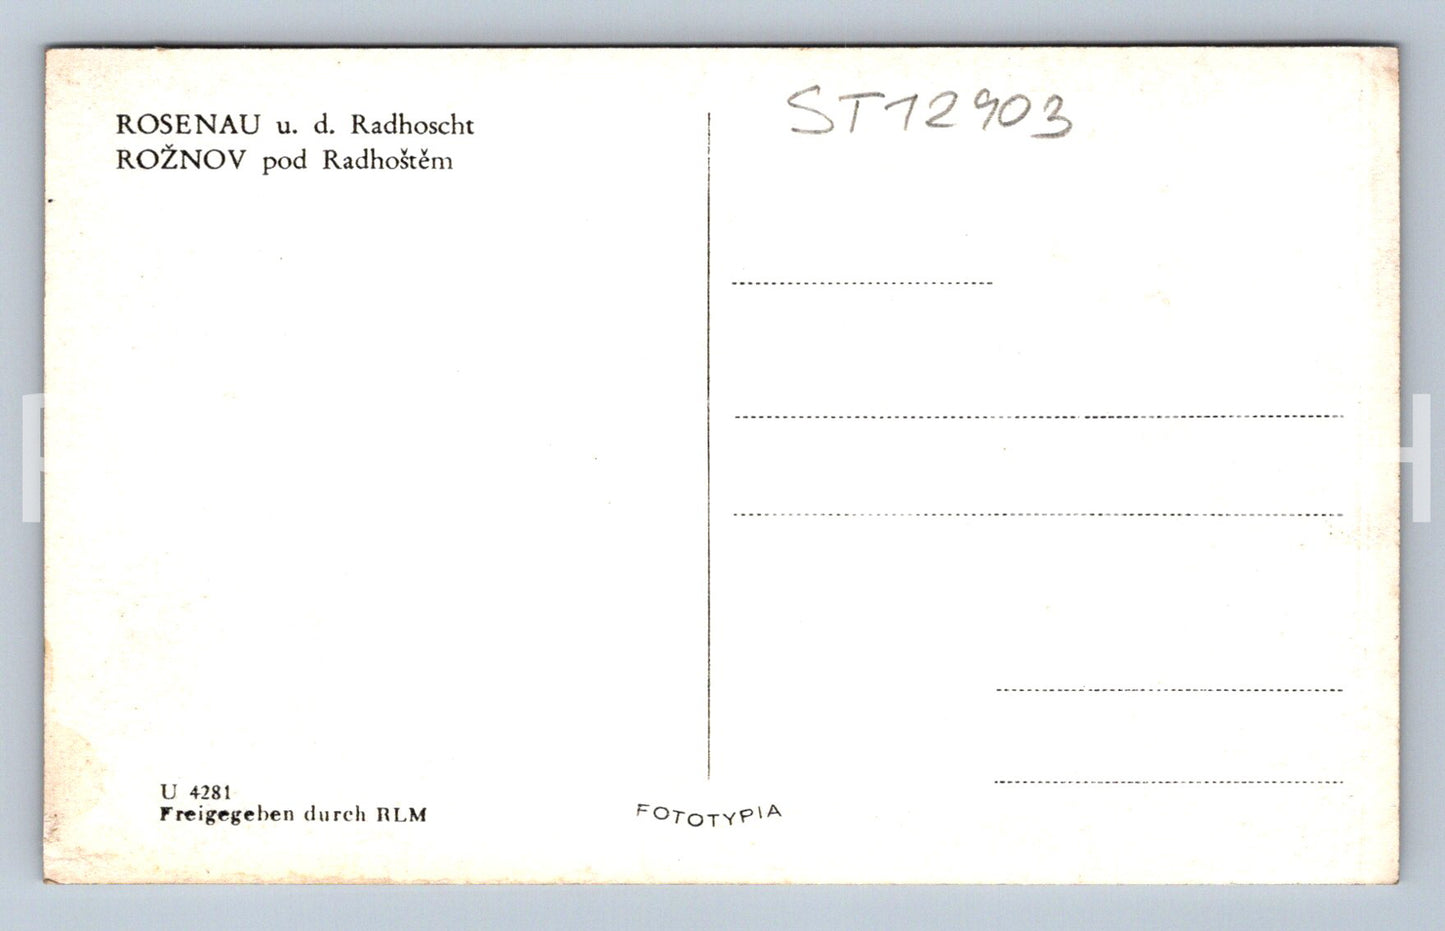 ROSENAU u. d. Radhoscht
ROŽNOV pod Radhoštěm
ST12903
U 4281
Freigegeben durch RLM
FOTOTYPIA